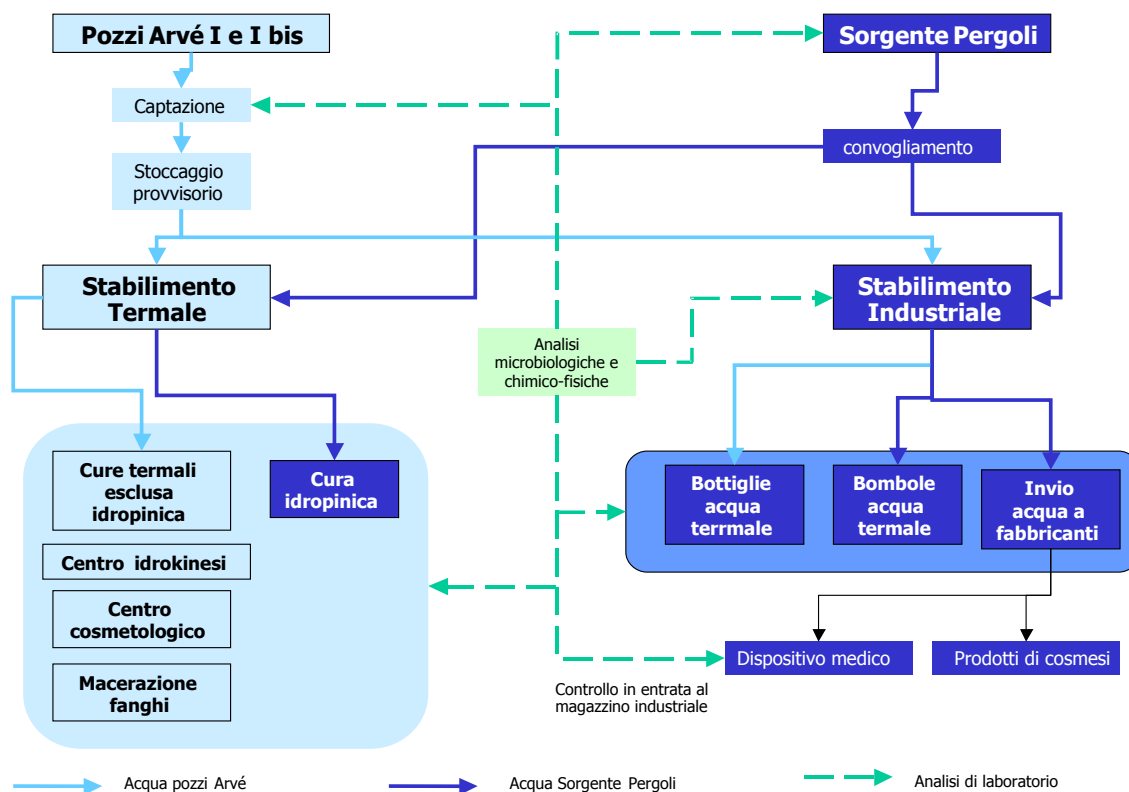 Pozzi Arvé I e I bis
Sorgente Pergoli
Captazione
convogliamento
Stoccaggio
provvisorio
Stabilimento
Termale
Stabilimento
Industriale
Analisi
microbiologiche e
chimico-fisiche
Cure termali
esclusa
idropinica
Cura
idropinica
Bottiglie
acqua
terrmale
Bombole
acqua
termale
Invio
acqua a
fabbricanti
Centro idrokinesi
Centro
cosmetologico
Macerazione
fanghi
Dispositivo medico
Prodotti di cosmesi
Controllo in entrata al
magazzino industriale
Acqua pozzi Arvé
Acqua Sorgente Pergoli
Analisi di laboratorio